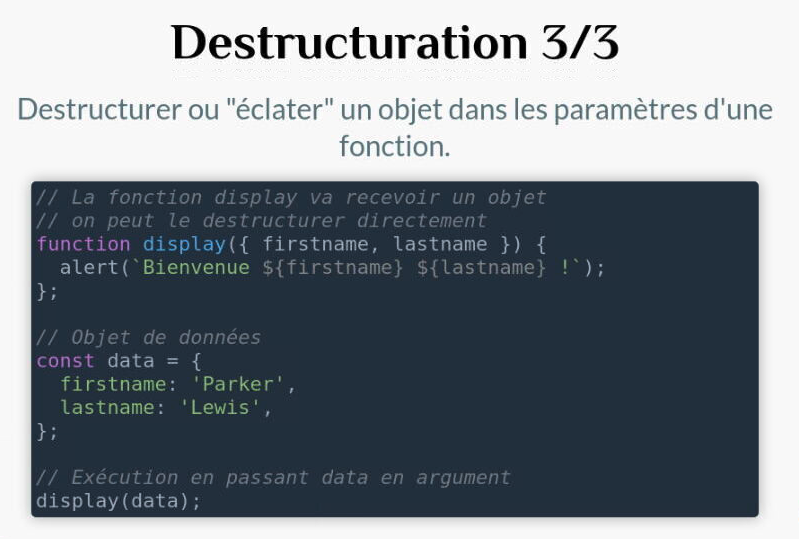 Destructuration 3/3
Destructurer ou "éclater" un objet dans les paramètres d'une
fonction.
// La fonction display va recevoir un objet
// on peut le destructurer directement
function display({ firstname, lastname }) {
  alert(`Bienvenue ${firstname} ${lastname} !`);
};

// Objet de données
const data = {
  firstname: 'Parker',
  lastname: 'Lewis',
};

// Exécution en passant data en argument
display(data);